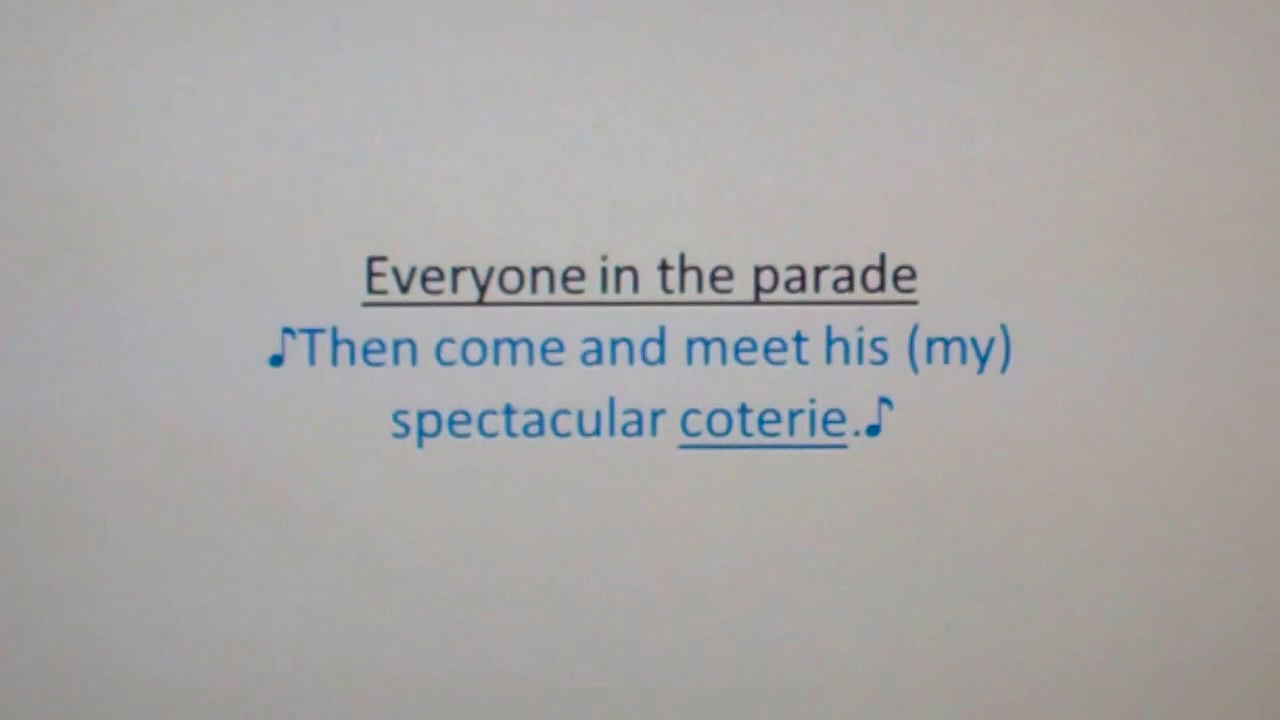 Everyone in the parade
♪Then come and meet his (my)
spectacular coterie.♪